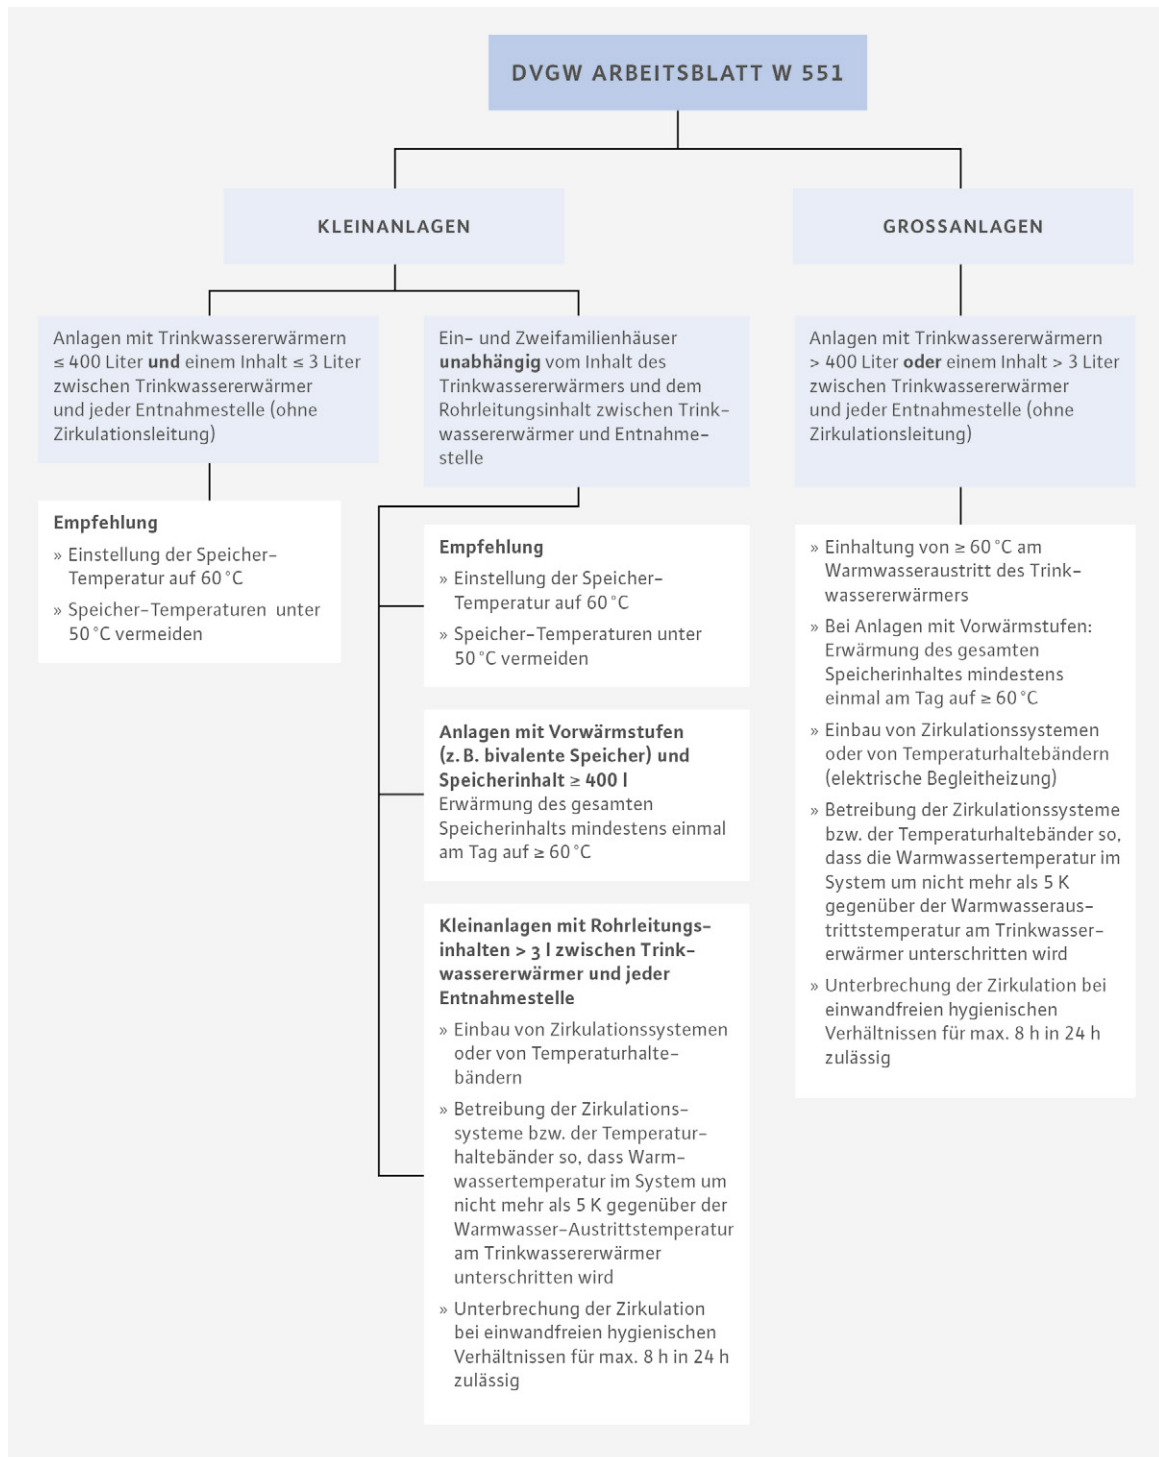 DVGW ARBEITSBLATT W 551
KLEINANLAGEN
GROSSANLAGEN
Anlagen mit Trinkwassererwärmern
≤ 400 Liter und einem Inhalt ≤ 3 Liter
zwischen Trinkwassererwärmer
und jeder Entnahmestelle (ohne
Zirkulationsleitung)
Empfehlung
» Einstellung der Speicher-
Temperatur auf 60 °C
» Speicher-Temperaturen unter
50 °C vermeiden
Ein- und Zweifamilienhäuser
unabhängig vom Inhalt des
Trinkwassererwärmers und dem
Rohrleitungsinhalt zwischen Trink-
wassererwärmer und Entnahme-
stelle
Empfehlung
» Einstellung der Speicher-
Temperatur auf 60 °C
» Speicher-Temperaturen unter
50 °C vermeiden
Anlagen mit Vorwärmstufen
(z. B. bivalente Speicher) und
Speicherinhalt ≥ 400 l
Erwärmung des gesamten
Speicherinhalts mindestens einmal
am Tag auf ≥ 60 °C
Kleinanlagen mit Rohrleitungs-
inhalten > 3 l zwischen Trink-
wassererwärmer und jeder
Entnahmestelle
» Einbau von Zirkulationssystemen
oder von Temperaturhalte-
bändern
» Betreibung der Zirkulations-
systeme bzw. der Temperatur-
haltebänder so, dass Warm-
wassertemperatur im System um
nicht mehr als 5 K gegenüber der
Warmwasser-Austrittstemperatur
am Trinkwassererwärmer
unterschritten wird
» Unterbrechung der Zirkulation
bei einwandfreien hygienischen
Verhältnissen für max. 8 h in 24 h
zulässig
Anlagen mit Trinkwassererwärmern
> 400 Liter oder einem Inhalt > 3 Liter
zwischen Trinkwassererwärmer
und jeder Entnahmestelle (ohne
Zirkulationsleitung)
» Einhaltung von ≥ 60 °C am
Warmwasseraustritt des Trink-
wassererwärmers
» Bei Anlagen mit Vorwärmstufen:
Erwärmung des gesamten
Speicherinhaltes mindestens
einmal am Tag auf ≥ 60 °C
» Einbau von Zirkulationssystemen
oder von Temperaturhaltebändern
(elektrische Begleitheizung)
» Betreibung der Zirkulationssysteme
bzw. der Temperaturhaltebänder so,
dass die Warmwassertemperatur im
System um nicht mehr als 5 K
gegenüber der Warmwasseraus-
trittstemperatur am Trinkwasser-
erwärmer unterschritten wird
» Unterbrechung der Zirkulation bei
einwandfreien hygienischen
Verhältnissen für max. 8 h in 24 h
zulässig